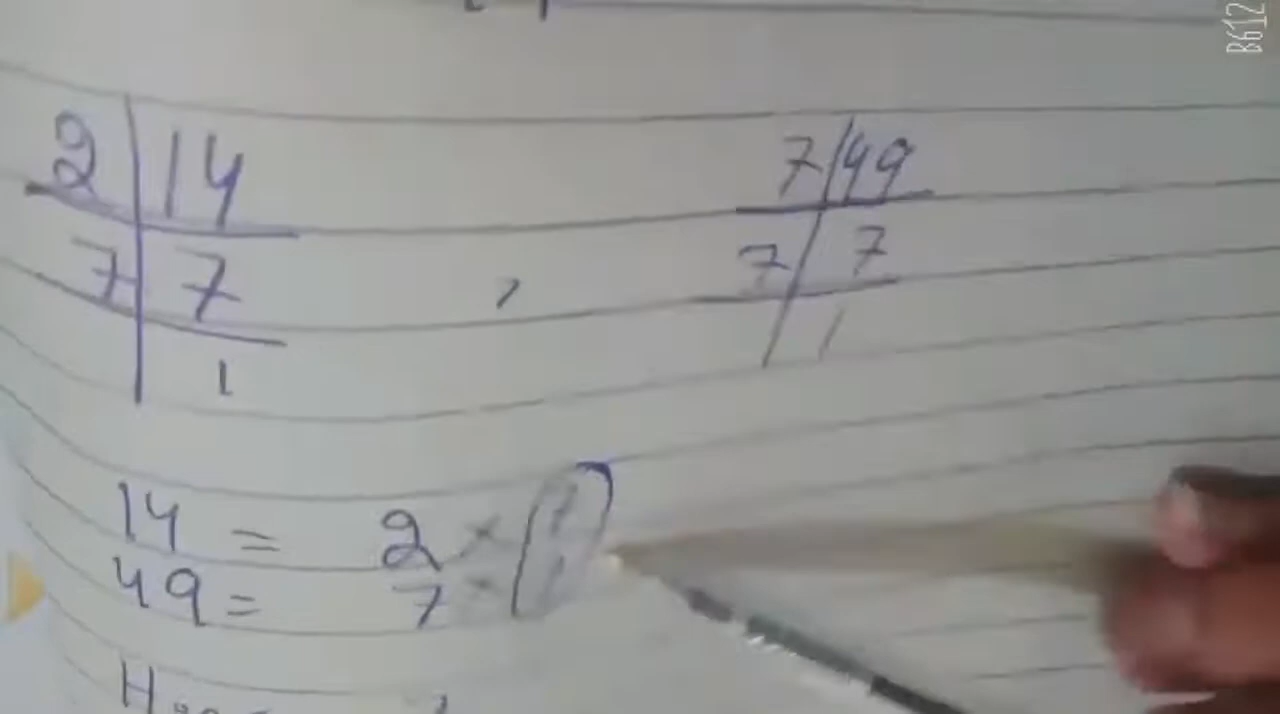 B612
2 | 14
7 | 7
1
,
7 | 49
7 | 7
1
14 = 2 ×
49 = 7 ×